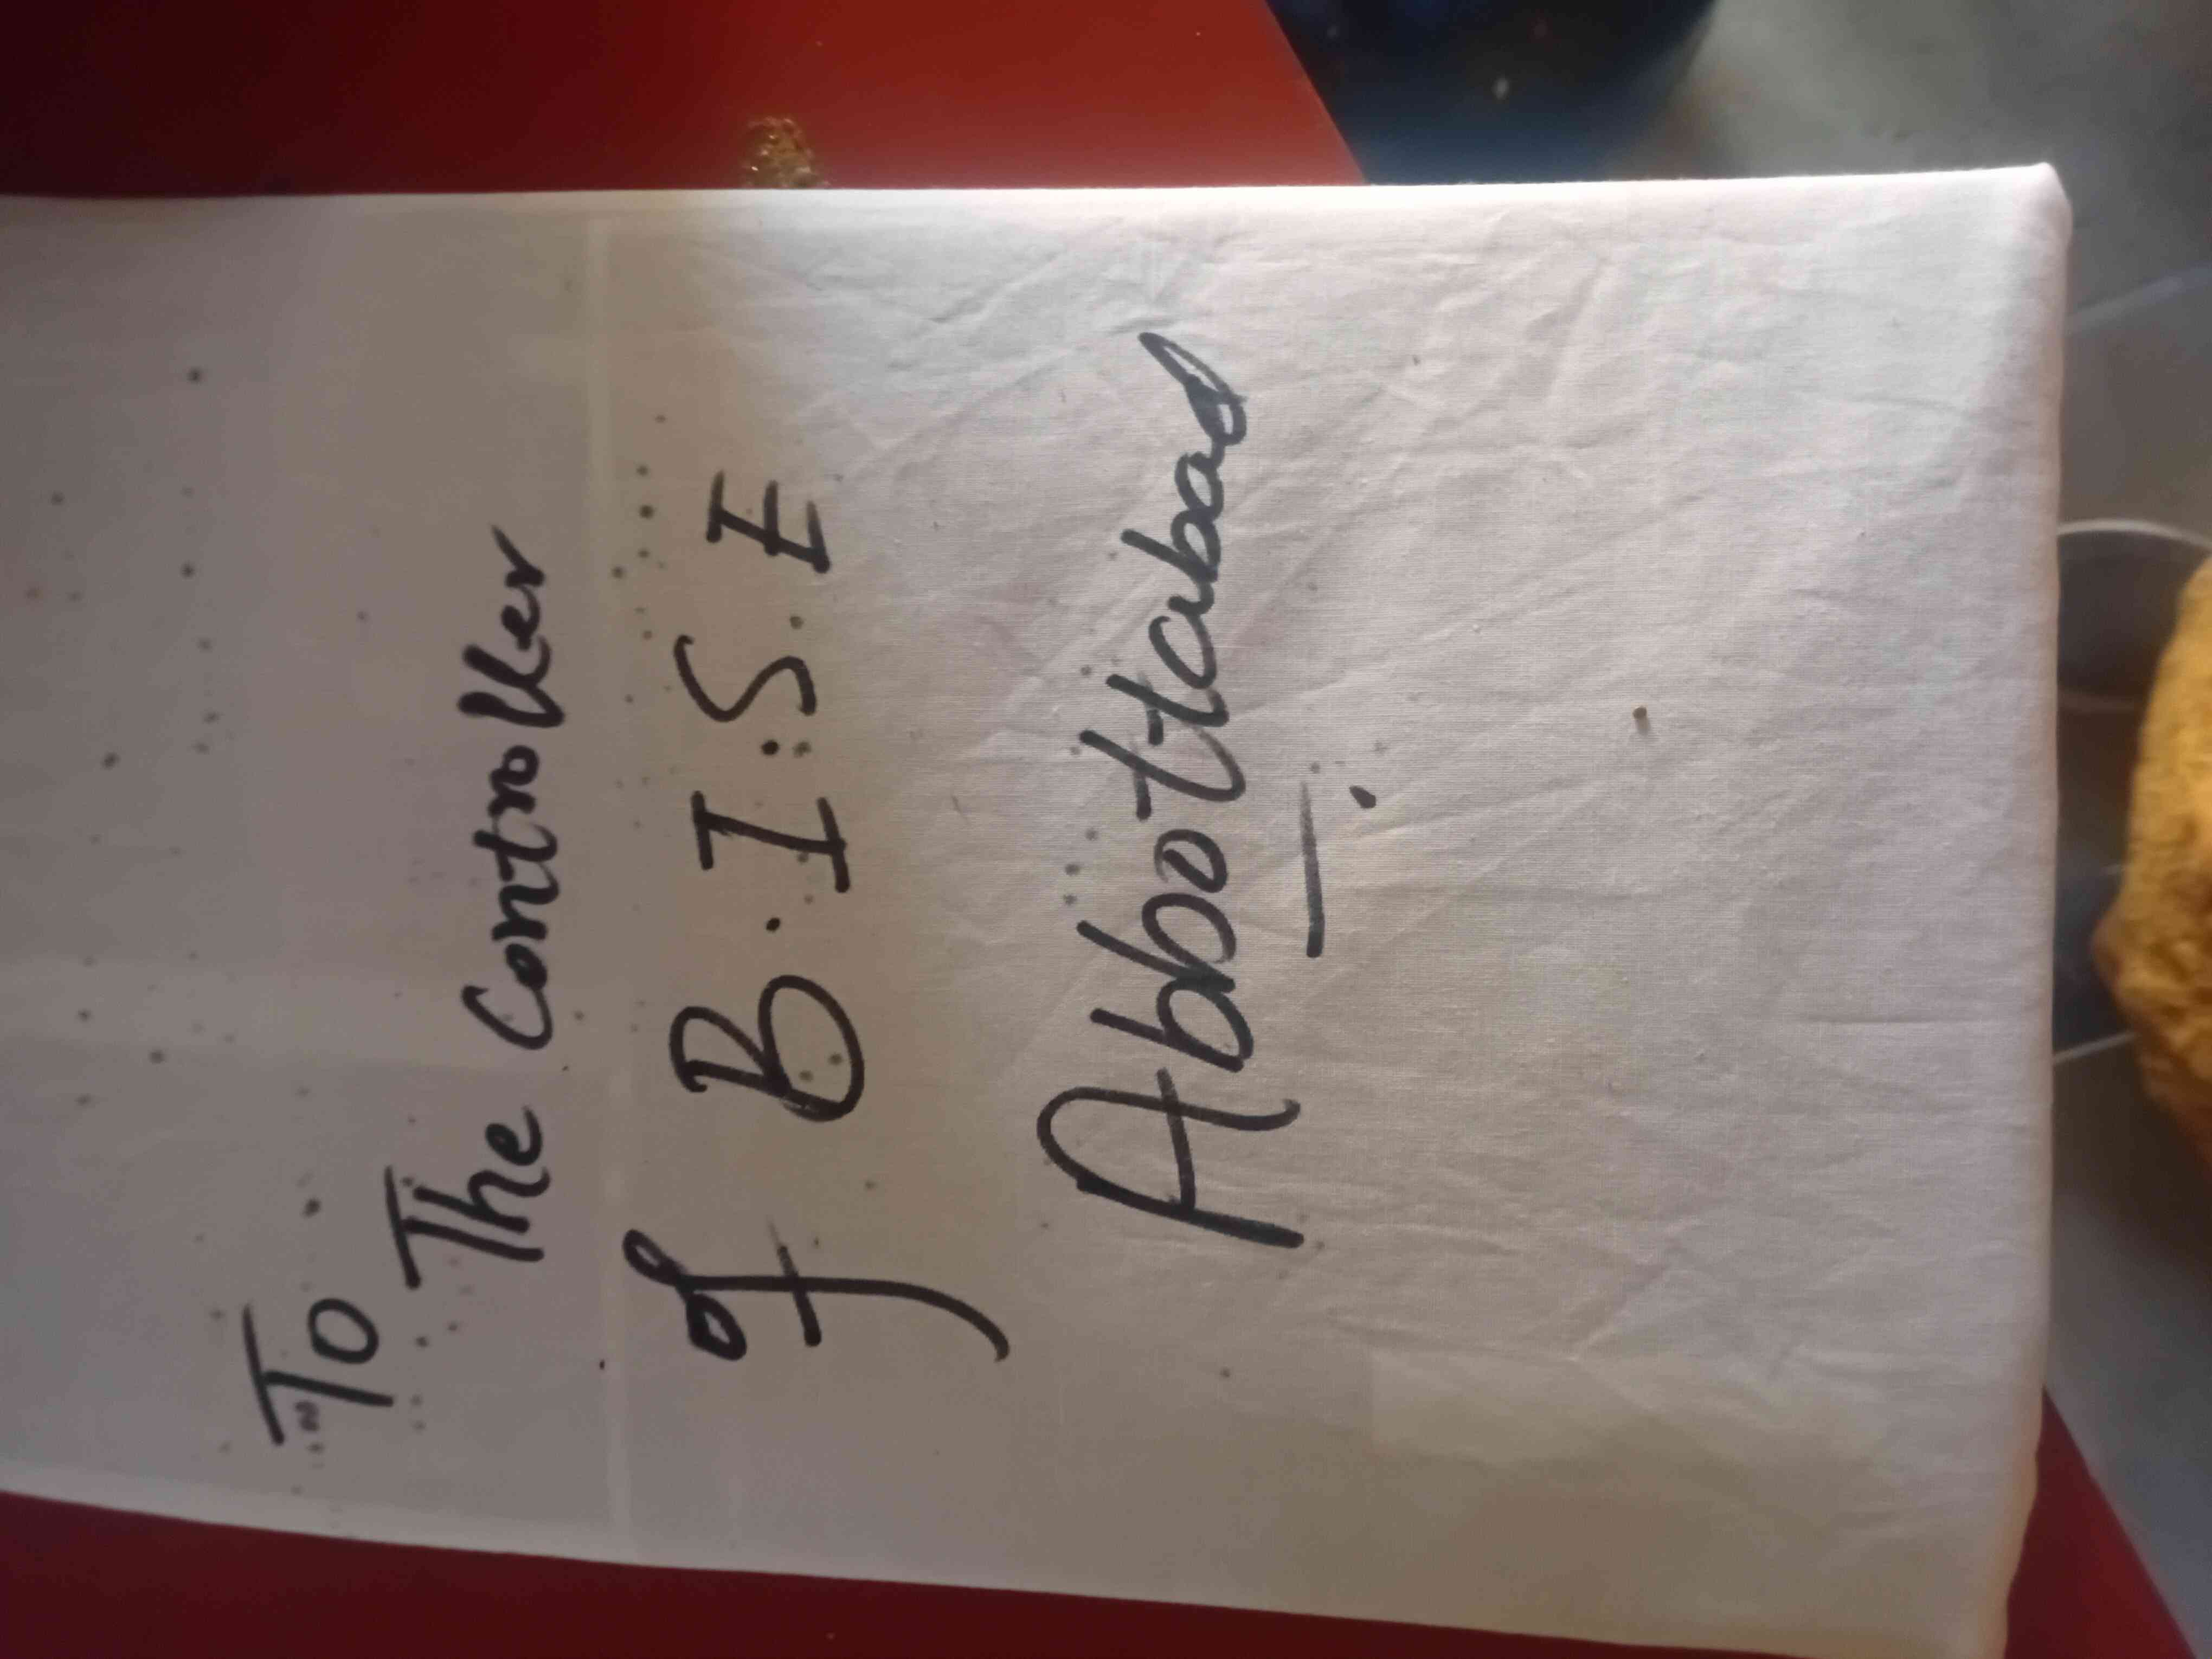 To
The Controller
of B.I.S.E
Abbottabad